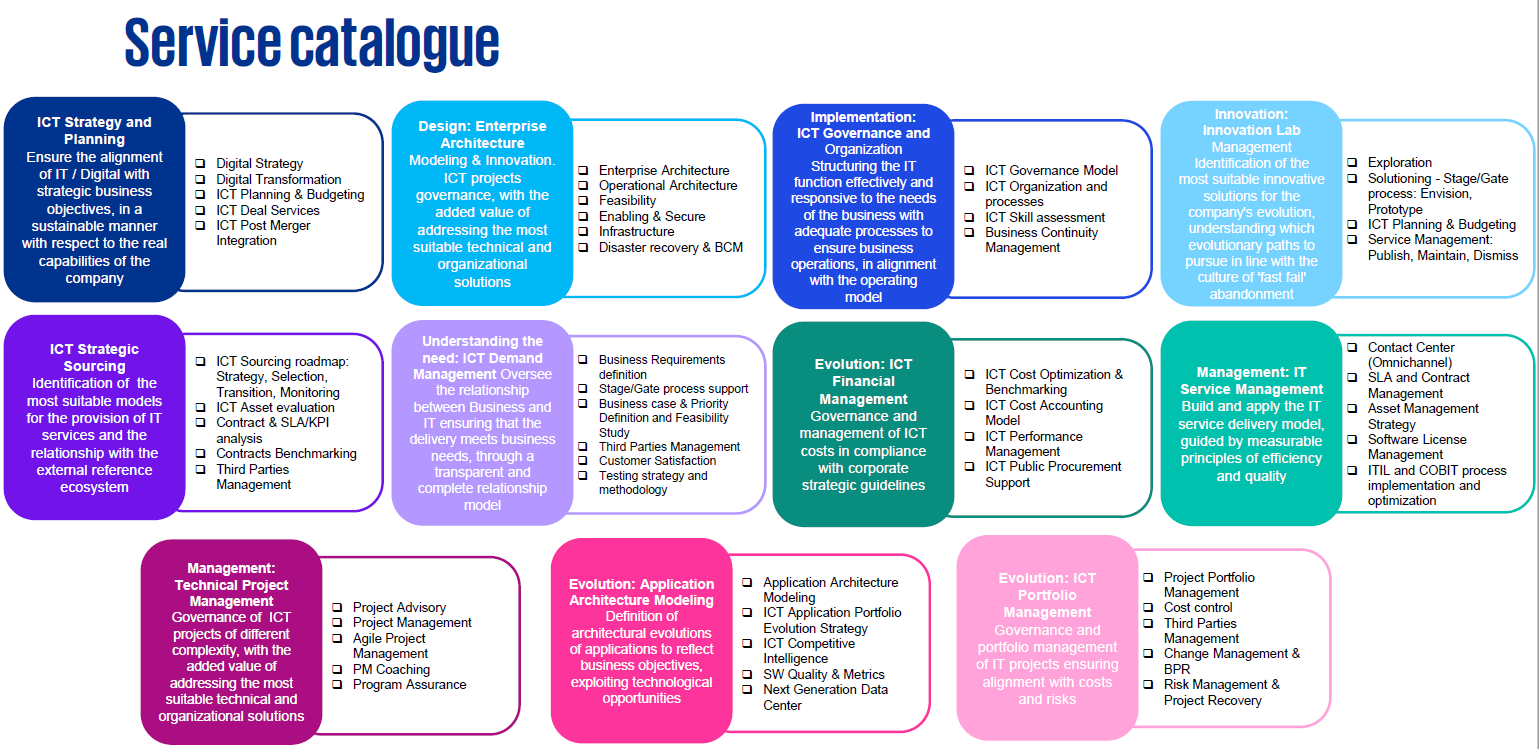 Service catalogue
ICT Strategy and
Planning
Ensure the alignment
of IT / Digital with
strategic business
objectives, in a
sustainable manner
with respect to the real
capabilities of the
company
❑ Digital Strategy
❑ Digital Transformation
❑ ICT Planning & Budgeting
❑ ICT Deal Services
❑ ICT Post Merger
Integration
Design: Enterprise
Architecture
Modeling & Innovation.
ICT projects
governance, with the
added value of
addressing the most
suitable technical and
organizational
solutions
❑ Enterprise Architecture
❑ Operational Architecture
❑ Feasibility
❑ Enabling & Secure
❑ Infrastructure
❑ Disaster recovery & BCM
Implementation:
ICT Governance and
Organization
Structuring the IT
function effectively and
responsive to the needs
of the business with
adequate processes to
ensure business
operations, in alignment
with the operating
model
❑ ICT Governance Model
❑ ICT Organization and
processes
❑ ICT Skill assessment
❑ Business Continuity
Management
Innovation:
Innovation Lab
Management
Identification of the
most suitable innovative
solutions for the
company's evolution,
understanding which
evolutionary paths to
pursue in line with the
culture of 'fast fail'
abandonment
❑ Exploration
❑ Solutioning - Stage/Gate
process: Envision,
Prototype
❑ ICT Planning & Budgeting
❑ Service Management:
Publish, Maintain, Dismiss
ICT Strategic
Sourcing
Identification of the
most suitable models
for the provision of IT
services and the
relationship with the
external reference
ecosystem
❑ ICT Sourcing roadmap:
Strategy, Selection,
Transition, Monitoring
❑ ICT Asset evaluation
❑ Contract & SLA/KPI
analysis
❑ Contracts Benchmarking
❑ Third Parties
Management
Understanding the
need: ICT Demand
Management Oversee
the relationship
between Business and
IT ensuring that the
delivery meets business
needs, through a
transparent and
complete relationship
model
❑ Business Requirements
definition
❑ Stage/Gate process support
❑ Business case & Priority
Definition and Feasibility
Study
❑ Third Parties Management
❑ Customer Satisfaction
❑ Testing strategy and
methodology
Evolution: ICT
Financial
Management
Governance and
management of ICT
costs in compliance
with corporate
strategic guidelines
❑ ICT Cost Optimization &
Benchmarking
❑ ICT Cost Accounting
Model
❑ ICT Performance
Management
❑ ICT Public Procurement
Support
Management: IT
Service Management
Build and apply the IT
service delivery model,
guided by measurable
principles of efficiency
and quality
❑ Contact Center
(Omnichannel)
❑ SLA and Contract
Management
❑ Asset Management
Strategy
❑ Software License
Management
❑ ITIL and COBIT process
implementation and
optimization
Management:
Technical Project
Management
Governance of ICT
projects of different
complexity, with the
added value of
addressing the most
suitable technical and
organizational solutions
❑ Project Advisory
❑ Project Management
❑ Agile Project
Management
❑ PM Coaching
❑ Program Assurance
Evolution: Application
Architecture Modeling
Definition of
architectural evolutions
of applications to reflect
business objectives,
exploiting technological
opportunities
❑ Application Architecture
Modeling
❑ ICT Application Portfolio
Evolution Strategy
❑ ICT Competitive
Intelligence
❑ SW Quality & Metrics
❑ Next Generation Data
Center
Evolution: ICT
Portfolio
Management
Governance and
portfolio management
of IT projects ensuring
alignment with costs
and risks
❑ Project Portfolio
Management
❑ Cost control
❑ Third Parties
Management
❑ Change Management &
BPR
❑ Risk Management &
Project Recovery